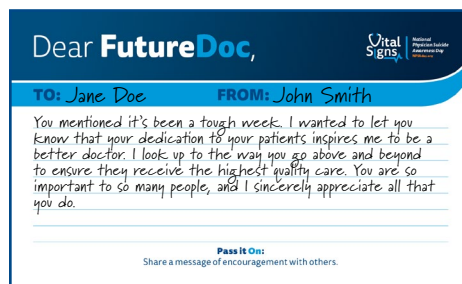 Dear FutureDoc,
Vital Signs
National
Physician Suicide
Awareness Day
TO: Jane Doe
FROM: John Smith
You mentioned it's been a tough week. I wanted to let you
know that your dedication to your patients inspires me to be a
better doctor. I look up to the way you go above and beyond
to ensure they receive the highest quality care. You are so
important to so many people, and I sincerely appreciate all that
you do.
Pass it On:
Share a message of encouragement with others.